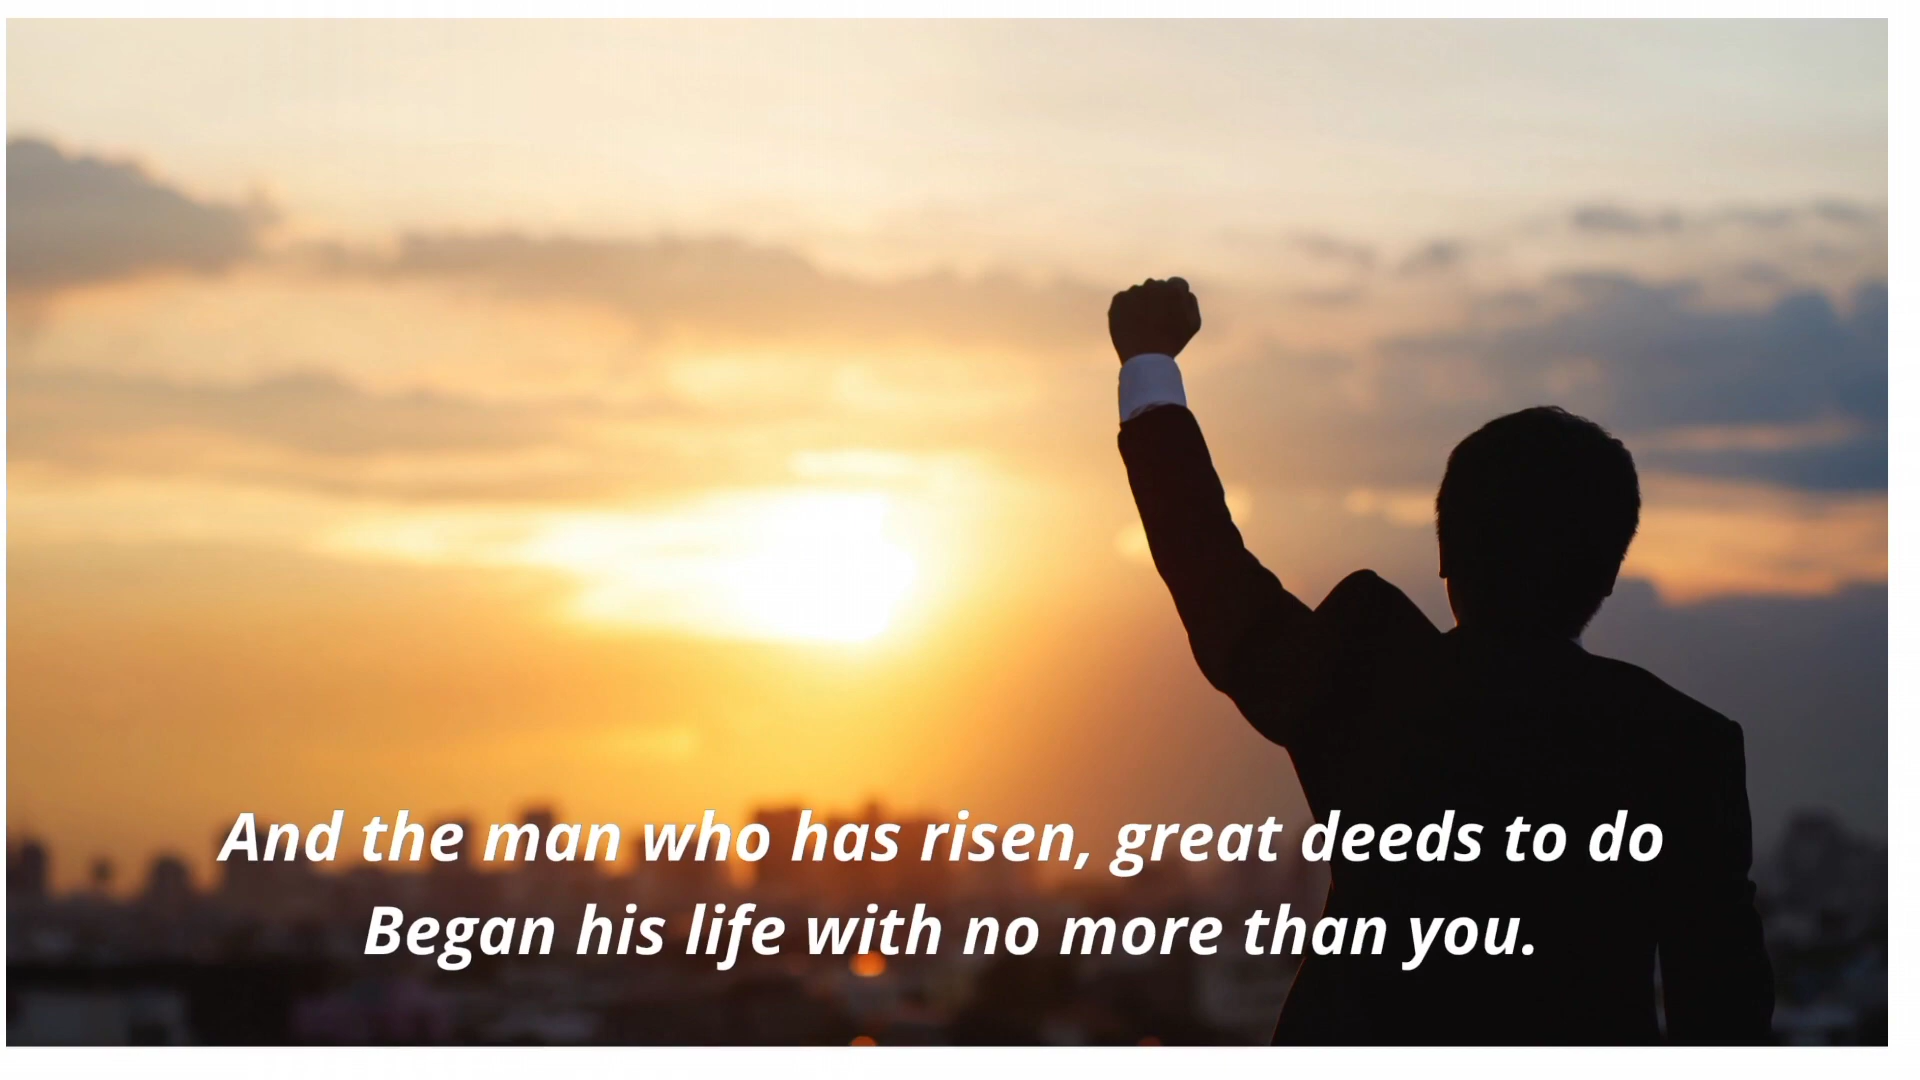 And the man who has risen, great deeds to do
Began his life with no more than you.